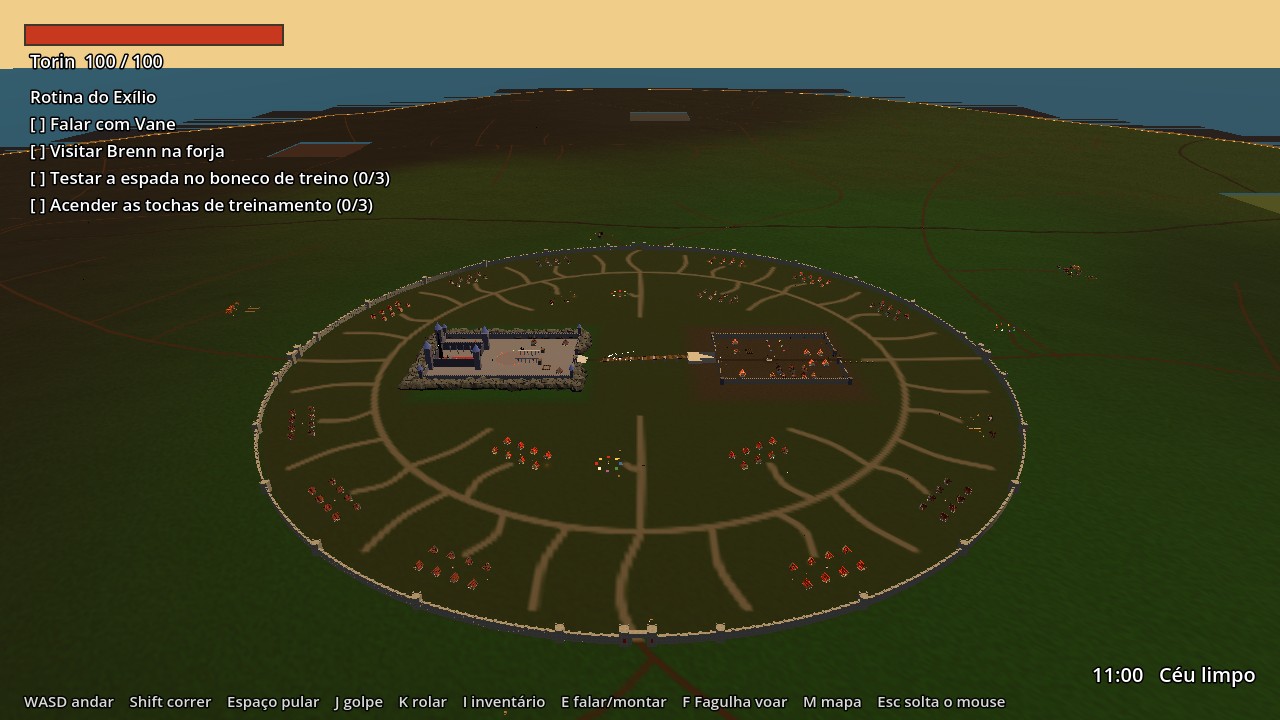 Torin 100 / 100
Rotina do Exílio
[ ] Falar com Vane
[ ] Visitar Brenn na forja
[ ] Testar a espada no boneco de treino (0/3)
[ ] Acender as tochas de treinamento (0/3)
11:00 Céu limpo
WASD andar Shift correr Espaço pular J golpe K rolar I inventário E falar/montar F Fagulha voar M mapa Esc solta o mouse